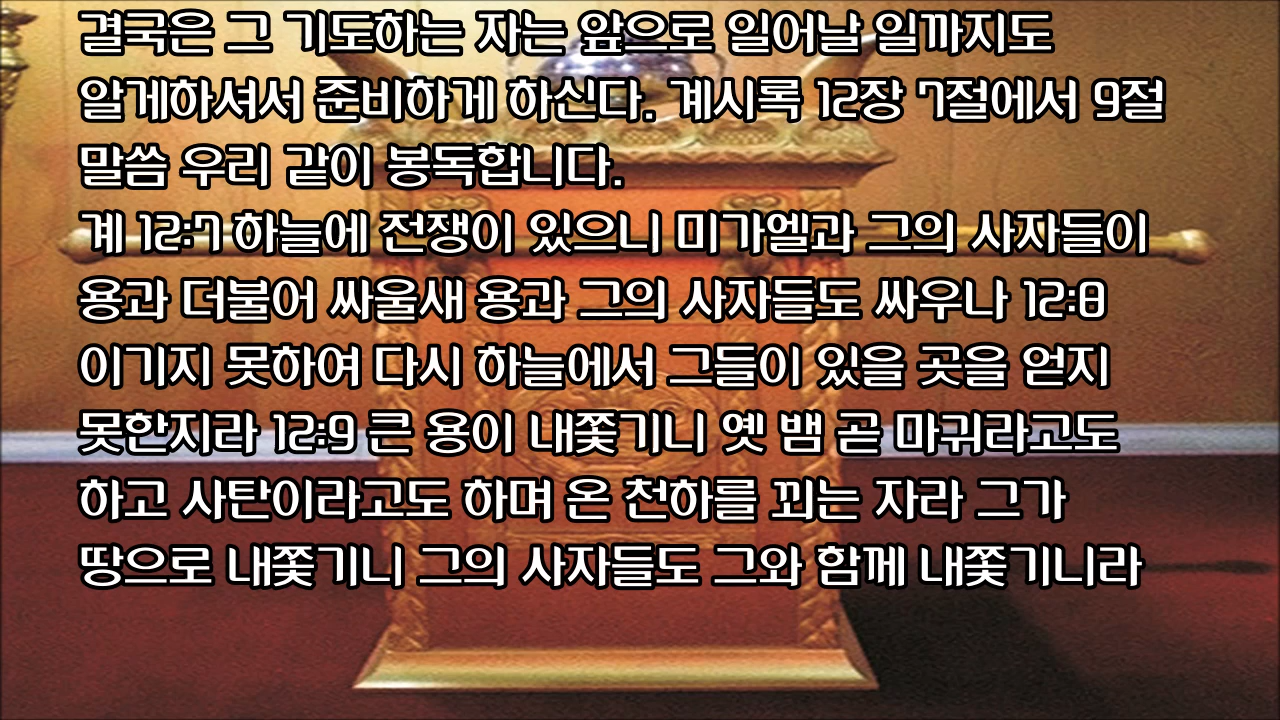 결국은 그 기도하는 자는 앞으로 일어날 일까지도
알게하셔서 준비하게 하신다. 계시록 12장 7절에서 9절
말씀 우리 같이 봉독합니다.
계 12:7 하늘에 전쟁이 있으니 미가엘과 그의 사자들이
용과 더불어 싸울새 용과 그의 사자들도 싸우나 12:8
이기지 못하여 다시 하늘에서 그들이 있을 곳을 얻지
못한지라 12:9 큰 용이 내쫓기니 옛 뱀 곧 마귀라고도
하고 사탄이라고도 하며 온 천하를 꾀는 자라 그가
땅으로 내쫓기니 그의 사자들도 그와 함께 내쫓기니라